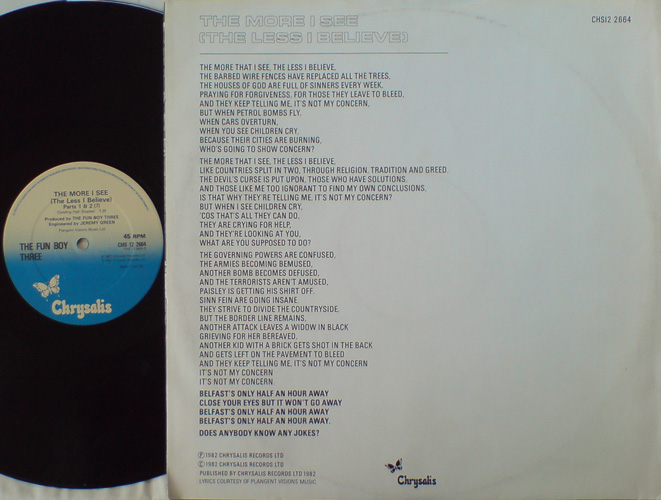 THE MORE I SEE
(THE LESS I BELIEVE)
CHS12 2664
THE MORE THAT I SEE, THE LESS I BELIEVE,
THE BARBED WIRE FENCES HAVE REPLACED ALL THE TREES,
THE HOUSES OF GOD ARE FULL OF SINNERS EVERY WEEK,
PRAYING FOR FORGIVENESS, FOR THOSE THEY LEAVE TO BLEED,
AND THEY KEEP TELLING ME, IT'S NOT MY CONCERN,
BUT WHEN PETROL BOMBS FLY,
WHEN CARS OVERTURN,
WHEN YOU SEE CHILDREN CRY,
BECAUSE THEIR CITIES ARE BURNING,
WHO'S GOING TO SHOW CONCERN?
THE MORE THAT I SEE, THE LESS I BELIEVE,
LIKE COUNTRIES SPLIT IN TWO, THROUGH RELIGION, TRADITION AND GREED,
THE DEVIL'S CURSE IS PUT UPON, THOSE WHO HAVE SOLUTIONS,
AND THOSE LIKE ME TOO IGNORANT TO FIND MY OWN CONCLUSIONS,
IS THAT WHY THEY'RE TELLING ME, IT'S NOT MY CONCERN?
BUT WHEN I SEE CHILDREN CRY,
'COS THAT'S ALL THEY CAN DO,
THEY ARE CRYING FOR HELP,
AND THEY'RE LOOKING AT YOU,
WHAT ARE YOU SUPPOSED TO DO?
THE GOVERNING POWERS ARE CONFUSED,
THE ARMIES BECOMING BEMUSED,
ANOTHER BOMB BECOMES DEFUSED,
AND THE TERRORISTS AREN'T AMUSED,
PAISLEY IS GETTING HIS SHIRT OFF,
SINN FEIN ARE GOING INSANE
THEY STRIVE TO DIVIDE THE COUNTRYSIDE,
BUT THE BORDER LINE REMAINS,
ANOTHER ATTACK LEAVES A WIDOW IN BLACK
GRIEVING FOR HER BEREAVED,
ANOTHER KID WITH A BRICK GETS SHOT IN THE BACK
AND GETS LEFT ON THE PAVEMENT TO BLEED
AND THEY KEEP TELLING ME, IT'S NOT MY CONCERN
IT'S NOT MY CONCERN
IT'S NOT MY CONCERN
BELFAST'S ONLY HALF AN HOUR AWAY
CLOSE YOUR EYES BUT IT WON'T GO AWAY
BELFAST'S ONLY HALF AN HOUR AWAY
BELFAST'S ONLY HALF AN HOUR AWAY.
DOES ANYBODY KNOW ANY JOKES?
Ⓟ1982 CHRYSALIS RECORDS LTD
©1982 CHRYSALIS RECORDS LTD
PUBLISHED BY CHRYSALIS RECORDS LTD 1982
LYRICS COURTESY OF PLANGENT VISIONS MUSIC
Chrysalis
THE MORE I SEE
(The Less I Believe)
Parts 1 & 2 (?)
Produced by THE FUN BOY THREE
Engineered by JEREMY GREEN
Plangent Visions Music Ltd
45 RPM
CHS 12 2664
THE FUN BOY
THREE
Chrysalis